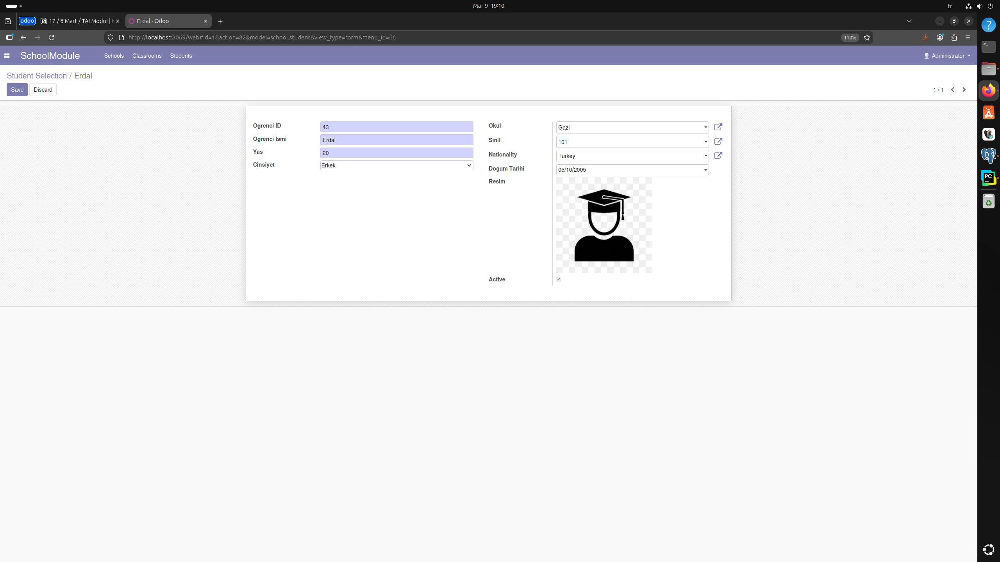 Mar 9 19:10
tr
odoo
17 / 6 Mart / TAI Modul |
Erdal - Odoo
http://localhost:8069/web#id=1&action=82&model=school.student&view_type=form&menu_id=66
110%
SchoolModule
Schools
Classrooms
Students
Administrator
Student Selection / Erdal
Save
Discard
1 / 1
Ogrenci ID
43
Ogrenci Ismi
Erdal
Yas
20
Cinsiyet
Erkek
Okul
Gazi
Sinif
101
Nationality
Turkey
Dogum Tarihi
05/10/2005
Resim
Active
PC